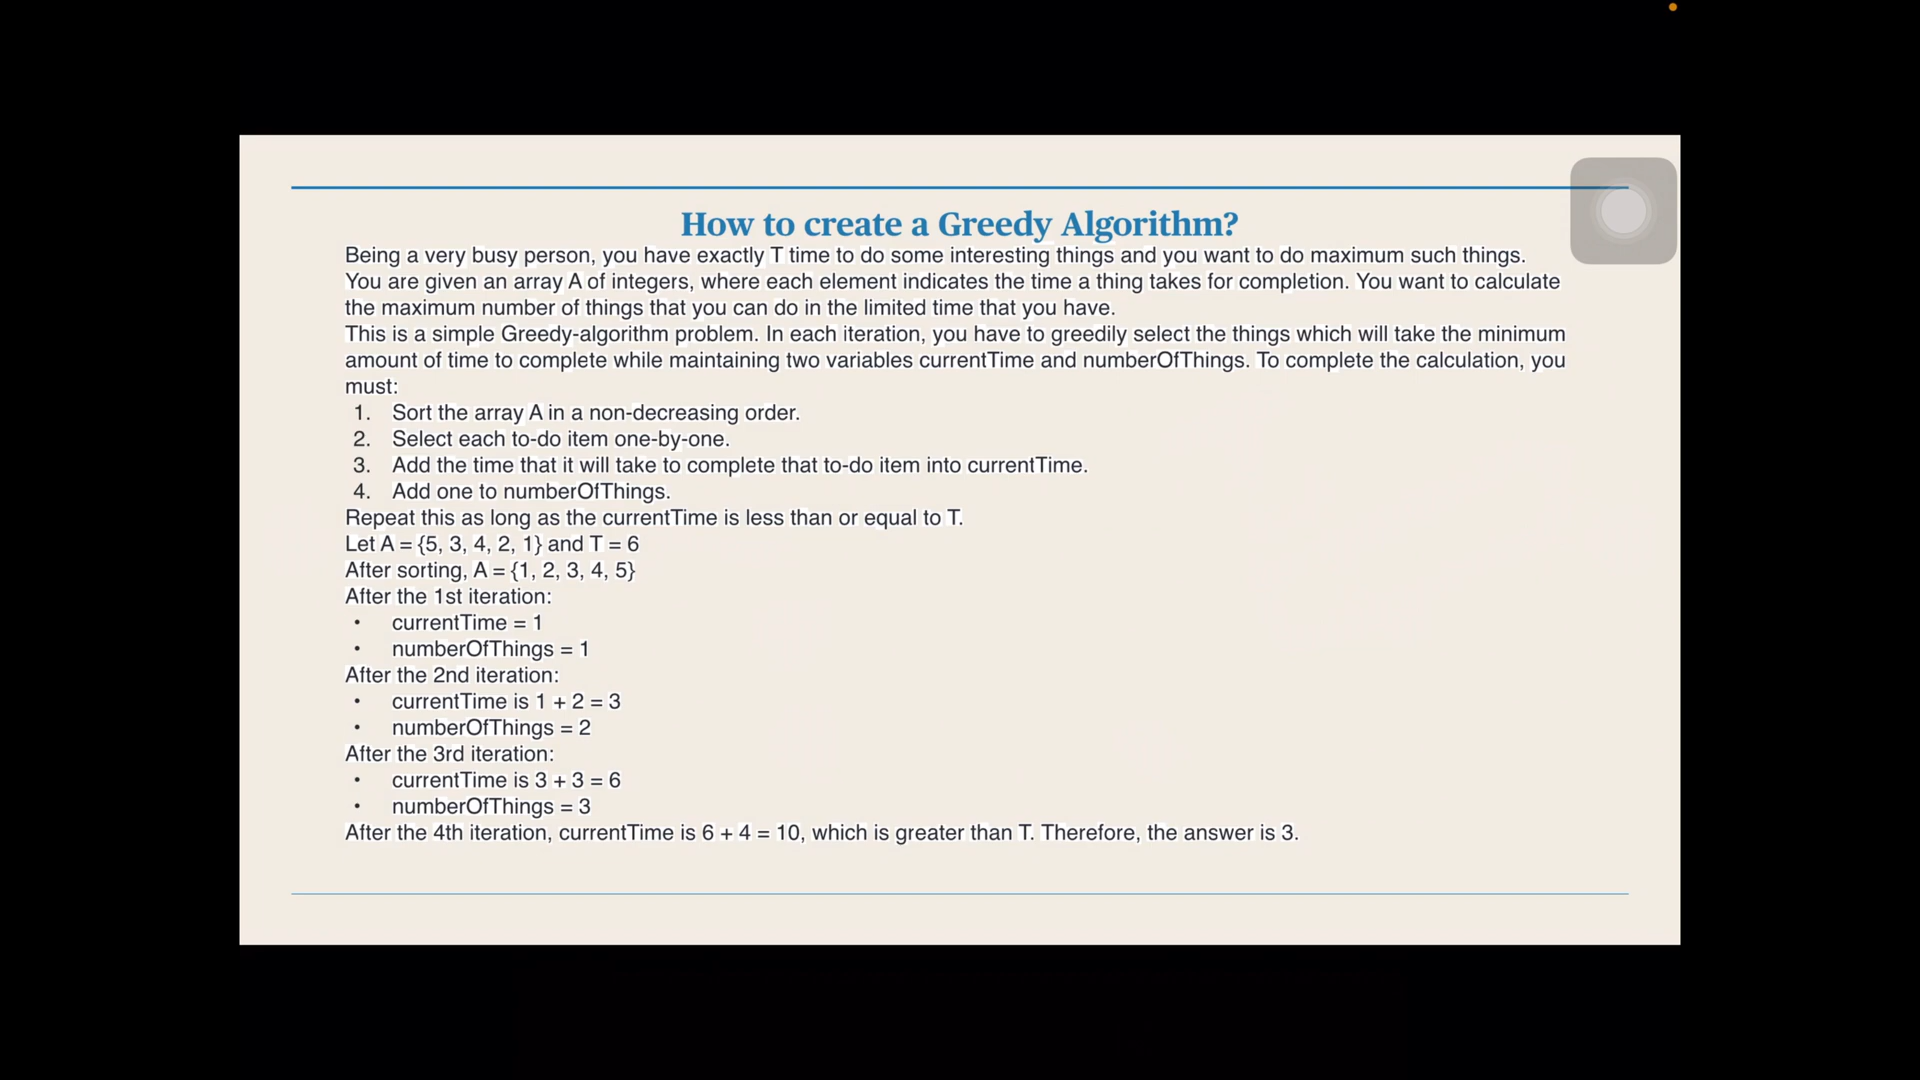 How to create a Greedy Algorithm?
Being a very busy person, you have exactly T time to do some interesting things and you want to do maximum such things.
You are given an array A of integers, where each element indicates the time a thing takes for completion. You want to calculate
the maximum number of things that you can do in the limited time that you have.
This is a simple Greedy-algorithm problem. In each iteration, you have to greedily select the things which will take the minimum
amount of time to complete while maintaining two variables currentTime and numberOfThings. To complete the calculation, you
must:
1. Sort the array A in a non-decreasing order.
2. Select each to-do item one-by-one.
3. Add the time that it will take to complete that to-do item into currentTime.
4. Add one to numberOfThings.
Repeat this as long as the currentTime is less than or equal to T.
Let A = {5, 3, 4, 2, 1} and T = 6
After sorting, A = {1, 2, 3, 4, 5}
After the 1st iteration:
• currentTime = 1
• numberOfThings = 1
After the 2nd iteration:
• currentTime is 1 + 2 = 3
• numberOfThings = 2
After the 3rd iteration:
• currentTime is 3 + 3 = 6
• numberOfThings = 3
After the 4th iteration, currentTime is 6 + 4 = 10, which is greater than T. Therefore, the answer is 3.